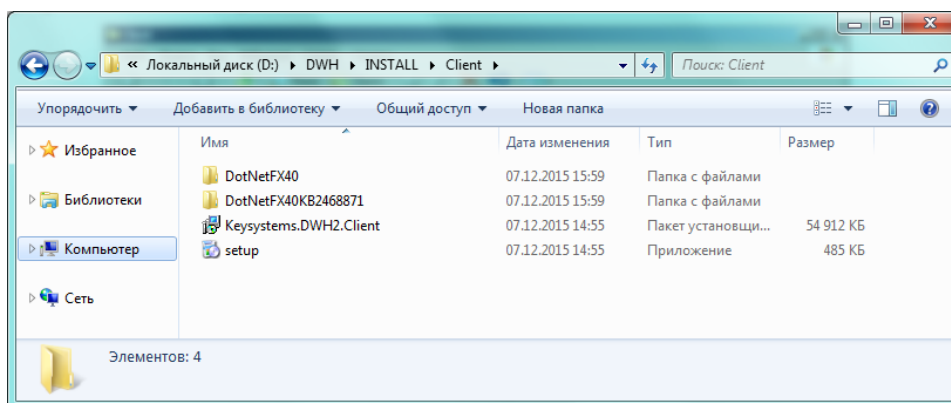 « Локальный диск (D:) ▸ DWH ▸ INSTALL ▸ Client ▸ Поиск: Client
Упорядочить Добавить в библиотеку Общий доступ Новая папка
Имя Дата изменения Тип Размер
Избранное
DotNetFX40 07.12.2015 15:59 Папка с файлами
Библиотеки DotNetFX40KB2468871 07.12.2015 15:59 Папка с файлами
Keysystems.DWH2.Client 07.12.2015 14:55 Пакет установщи... 54 912 КБ
Компьютер setup 07.12.2015 14:55 Приложение 485 КБ
Сеть
Элементов: 4